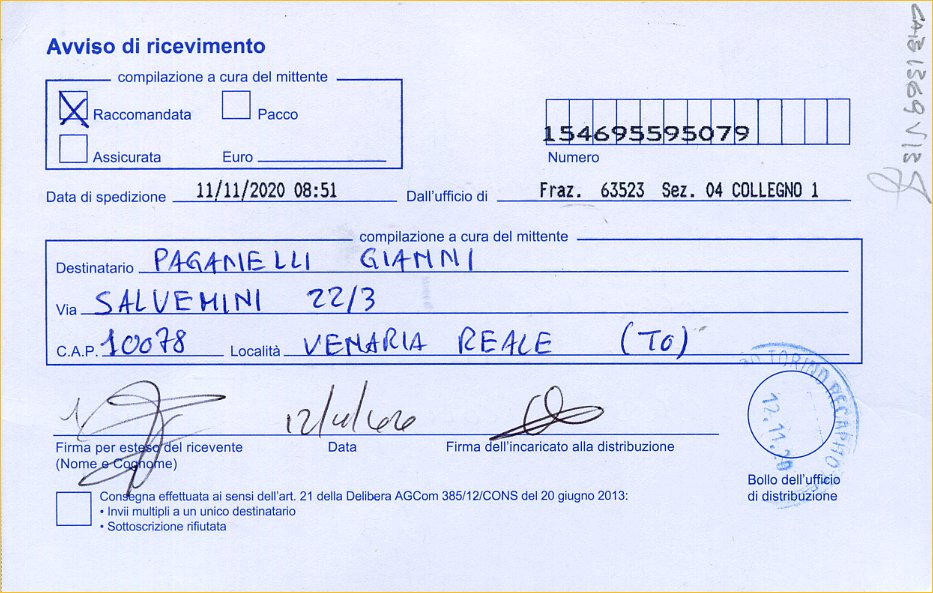 Avviso di ricevimento
compilazione a cura del mittente
Raccomandata Pacco
Assicurata Euro
154695595079
Numero
Data di spedizione 11/11/2020 08:51 Dall'ufficio di Fraz. 63523 Sez. 04 COLLEGNO 1
compilazione a cura del mittente
Destinatario PAGANELLI GIANNI
Via SALVEMINI 22/3
C.A.P. 10078 Località VENARIA REALE (TO)
TORINO RECAPITO
12.11.20
Firma per esteso del ricevente Data Firma dell'incaricato alla distribuzione
(Nome e Cognome)
Bollo dell'ufficio
di distribuzione
Consegna effettuata ai sensi dell'art. 21 della Delibera AGCom 385/12/CONS del 20 giugno 2013:
• Invii multipli a un unico destinatario
• Sottoscrizione rifiutata